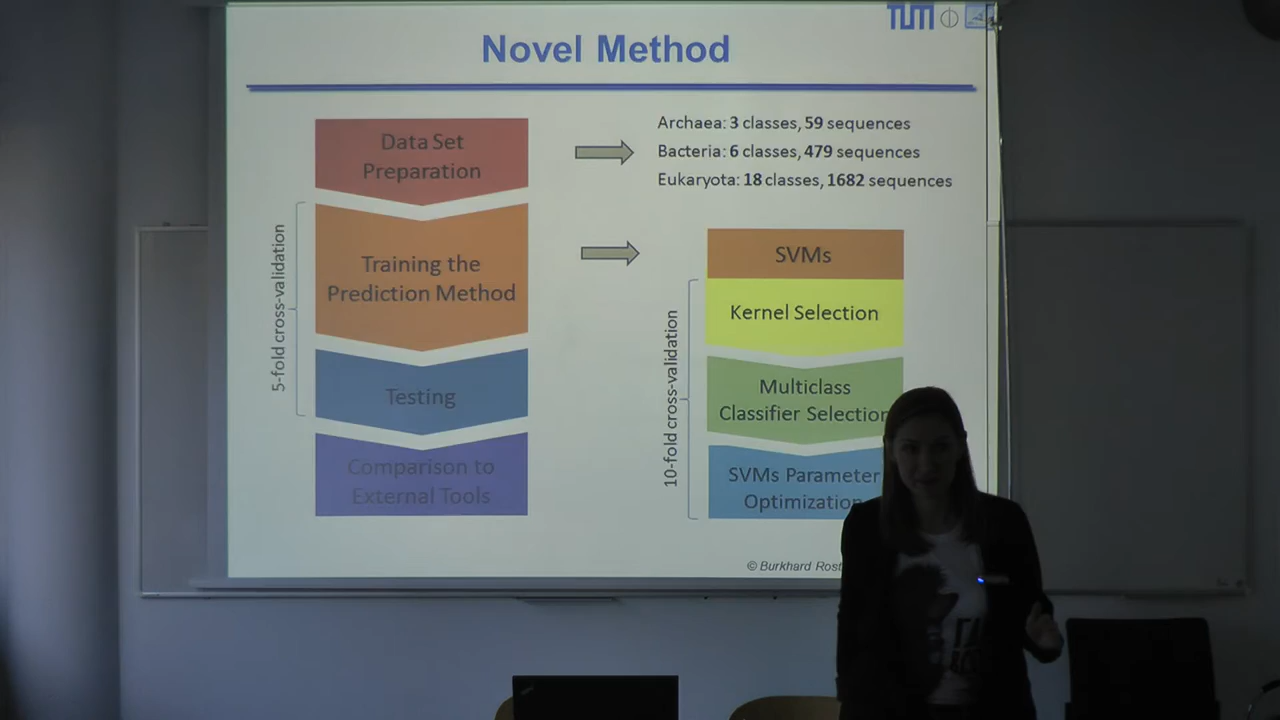 TUM
Novel Method
Data Set
Preparation
Archaea: 3 classes, 59 sequences
Bacteria: 6 classes, 479 sequences
Eukaryota: 18 classes, 1682 sequences
5-fold cross-validation
Training the
Prediction Method
Testing
Comparison to
External Tools
SVMs
10-fold cross-validation
Kernel Selection
Multiclass
Classifier Selection
SVMs Parameter
Optimization
© Burkhard Rost